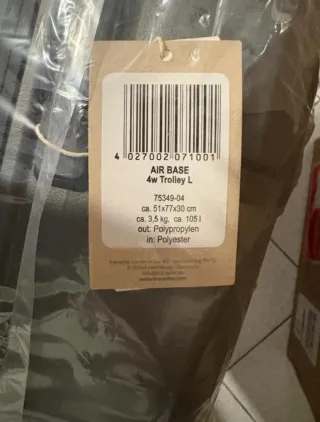 4 027002 071001
AIR BASE
4w Trolley L
75349-04
ca. 51x77x30 cm
ca. 3,5 kg, ca. 105 l
out: Polypropylen
in: Polyester